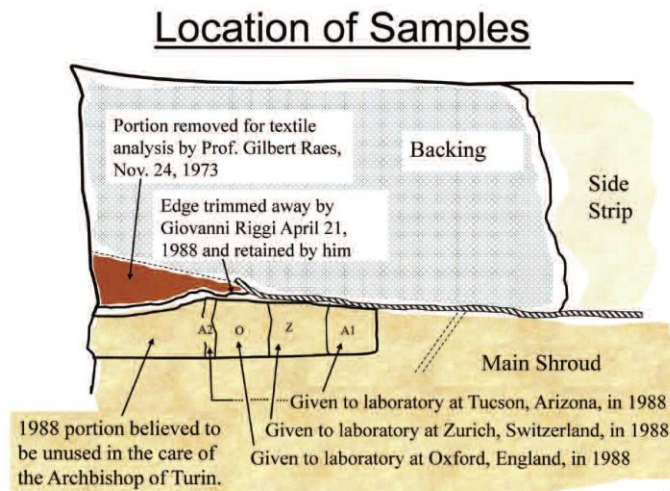 Location of Samples
Portion removed for textile
analysis by Prof. Gilbert Raes,
Nov. 24, 1973
Backing
Side
Strip
Edge trimmed away by
Giovanni Riggi April 21,
1988 and retained by him
A2
O
Z
A1
Main Shroud
Given to laboratory at Tucson, Arizona, in 1988
Given to laboratory at Zurich, Switzerland, in 1988
Given to laboratory at Oxford, England, in 1988
1988 portion believed to
be unused in the care of
the Archbishop of Turin.